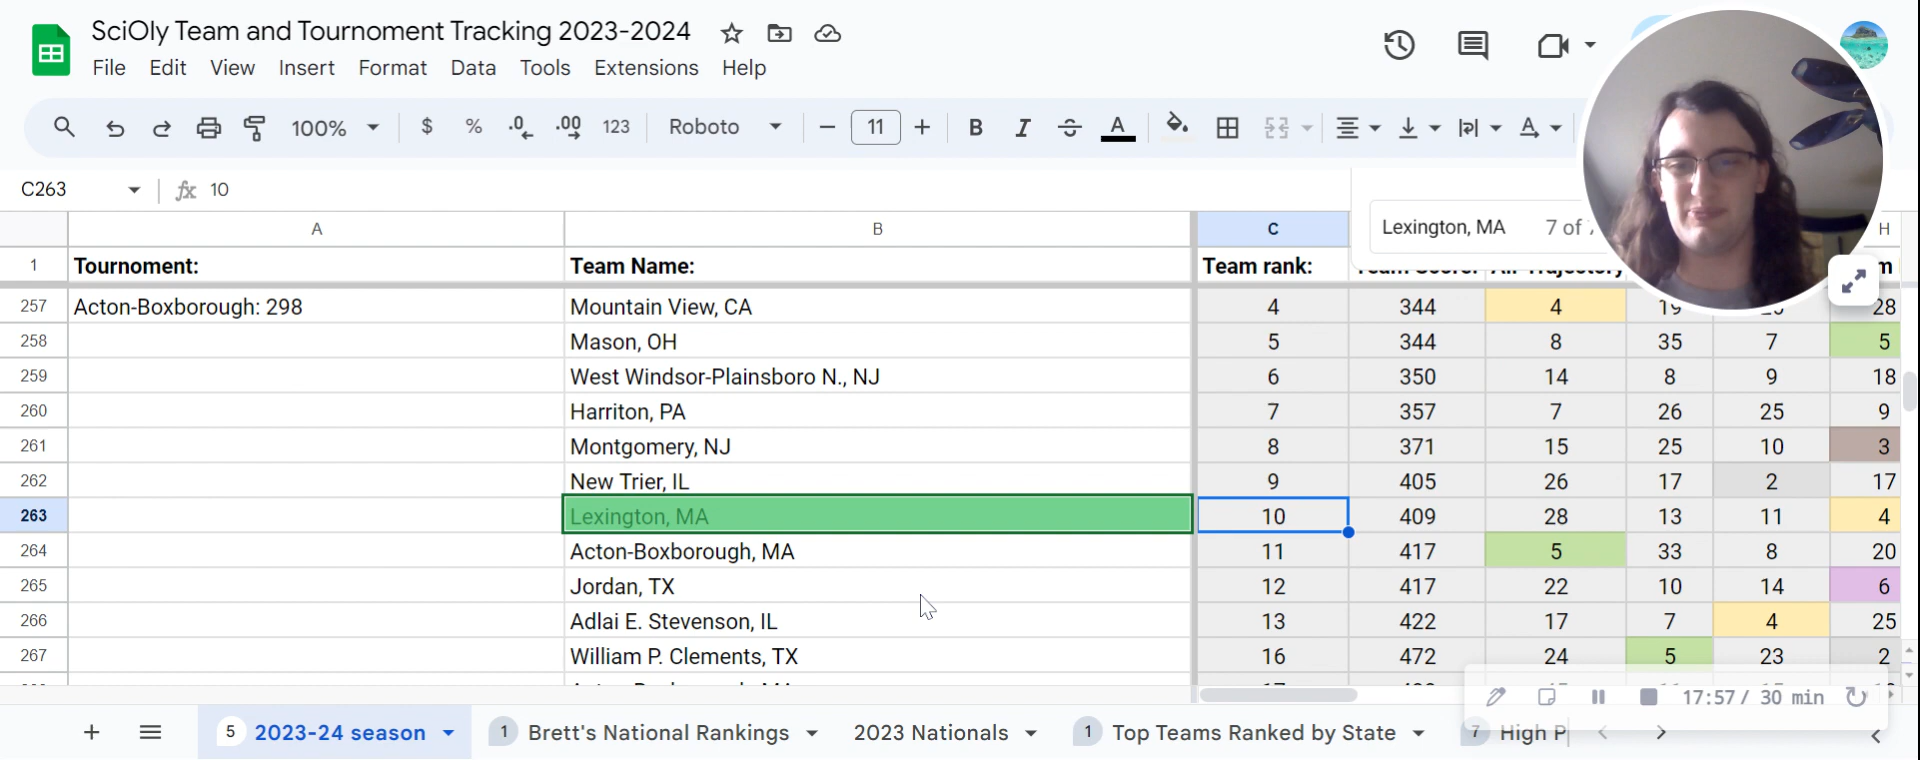 SciOly Team and Tournoment Tracking 2023-2024
File Edit View Insert Format Data Tools Extensions Help
100% $ % .0 .00 123 Roboto 11 B I A A
C263 fx 10
Lexington, MA 7 of
A B C H
1 Tournoment: Team Name: Team rank:
257 Acton-Boxborough: 298 Mountain View, CA 4 344 4 19 28
258 Mason, OH 5 344 8 35 7 5
259 West Windsor-Plainsboro N., NJ 6 350 14 8 9 18
260 Harriton, PA 7 357 7 26 25 9
261 Montgomery, NJ 8 371 15 25 10 3
262 New Trier, IL 9 405 26 17 2 17
263 Lexington, MA 10 409 28 13 11 4
264 Acton-Boxborough, MA 11 417 5 33 8 20
265 Jordan, TX 12 417 22 10 14 6
266 Adlai E. Stevenson, IL 13 422 17 7 4 25
267 William P. Clements, TX 16 472 24 5 23 2
17:57 / 30 min
5 2023-24 season 1 Brett's National Rankings 2023 Nationals 1 Top Teams Ranked by State 7 High P